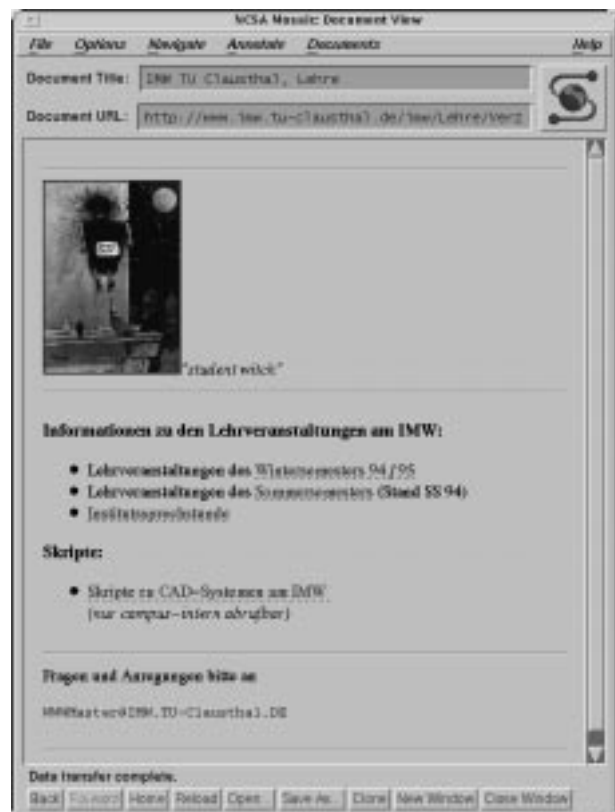 NCSA Mosaic: Document View
File Options Navigate Annotate Documents Help
Document Title: IMW TU Clausthal, Lehre
Document URL: http://www.imw.tu-clausthal.de/imw/Lehre/Verz
"student witch"
Informationen zu den Lehrveranstaltungen am IMW:
• Lehrveranstaltungen des Wintersemesters 94/95
• Lehrveranstaltungen des Sommersemesters (Stand SS 94)
• Institutssprechstunde
Skripte:
• Skripte zu CAD-Systemen am IMW
(nur campus-intern abrufbar)
Fragen und Anregungen bitte an
WWWMaster@IMW.TU-Clausthal.DE
Data transfer complete.
Back Forward Home Reload Open... Save As... Clone New Window Close Window